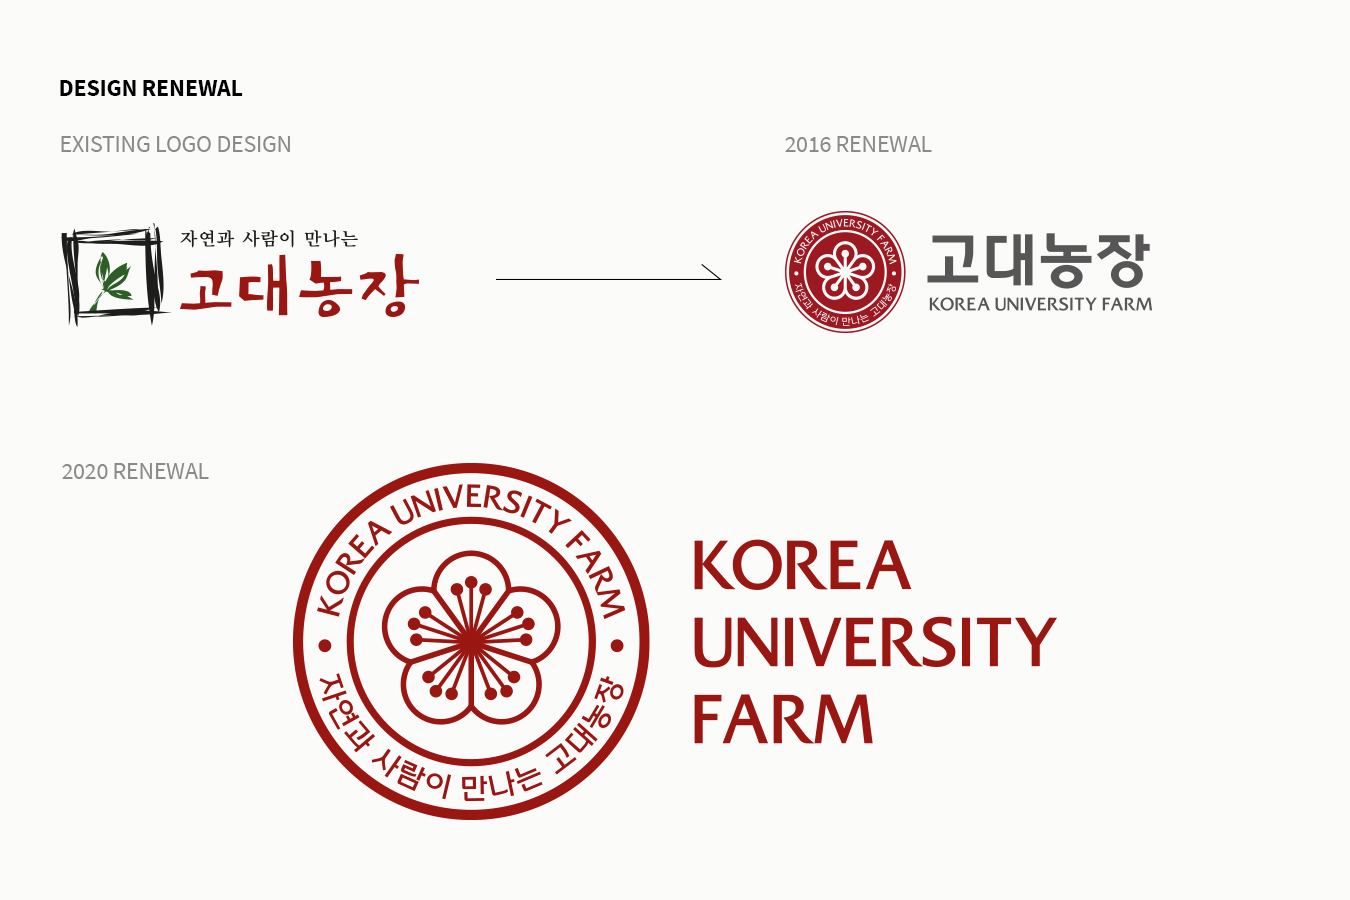 DESIGN RENEWAL
EXISTING LOGO DESIGN
2016 RENEWAL
자연과 사람이 만나는
고대농장
KOREA UNIVERSITY FARM
자연과 사람이 만나는 고대농장
고대농장
KOREA UNIVERSITY FARM
2020 RENEWAL
KOREA UNIVERSITY FARM
자연과 사람이 만나는 고대농장
KOREA
UNIVERSITY
FARM